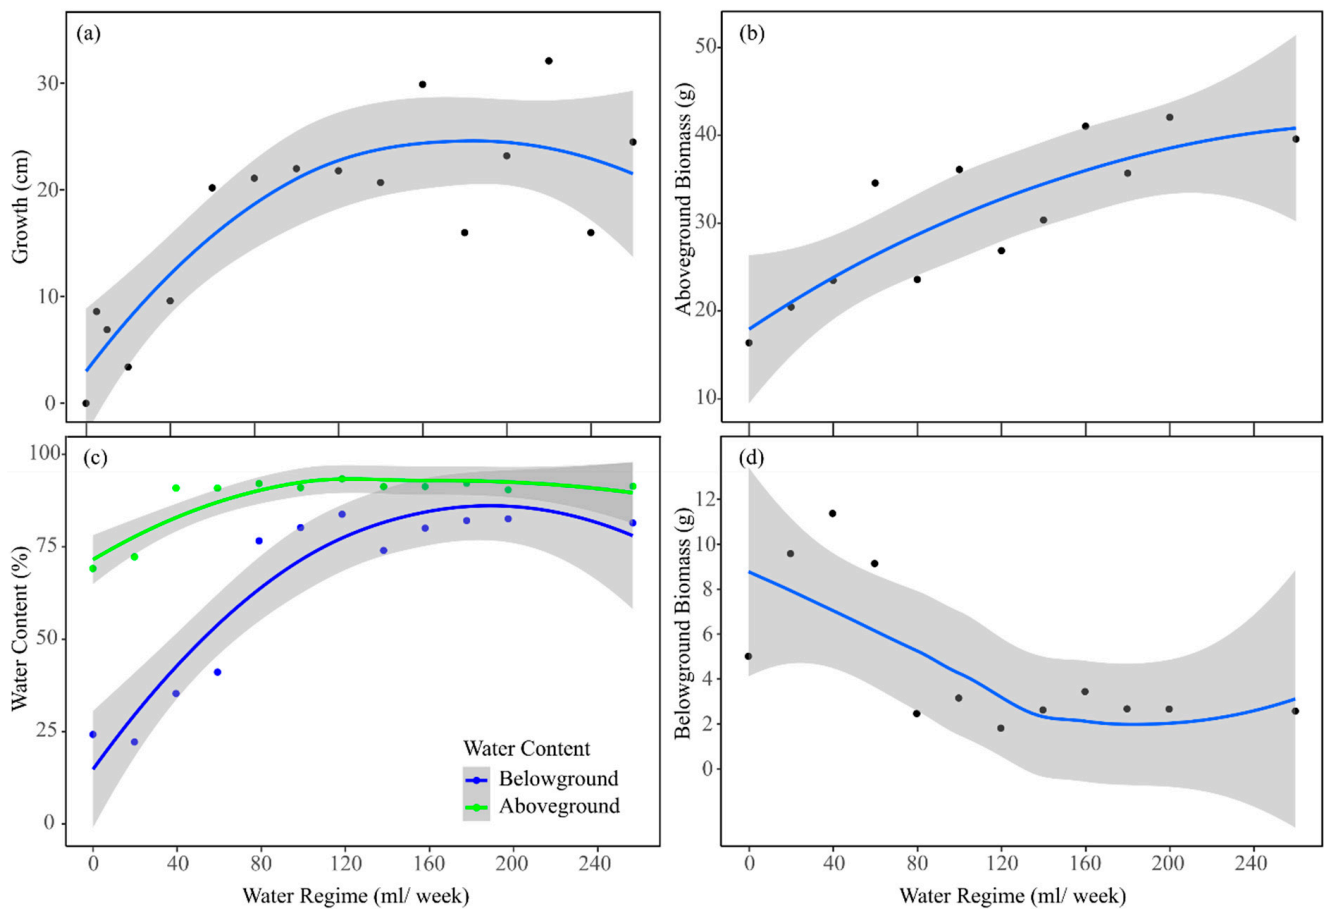 (a)
30
20
10
0
Growth (cm)
(b)
50
40
30
20
10
Aboveground Biomass (g)
(c)
100
75
50
25
0
Water Content (%)
Water Content
Belowground
Aboveground
0 40 80 120 160 200 240
Water Regime (ml/ week)
(d)
12
10
8
6
4
2
0
Belowground Biomass (g)
0 40 80 120 160 200 240
Water Regime (ml/ week)